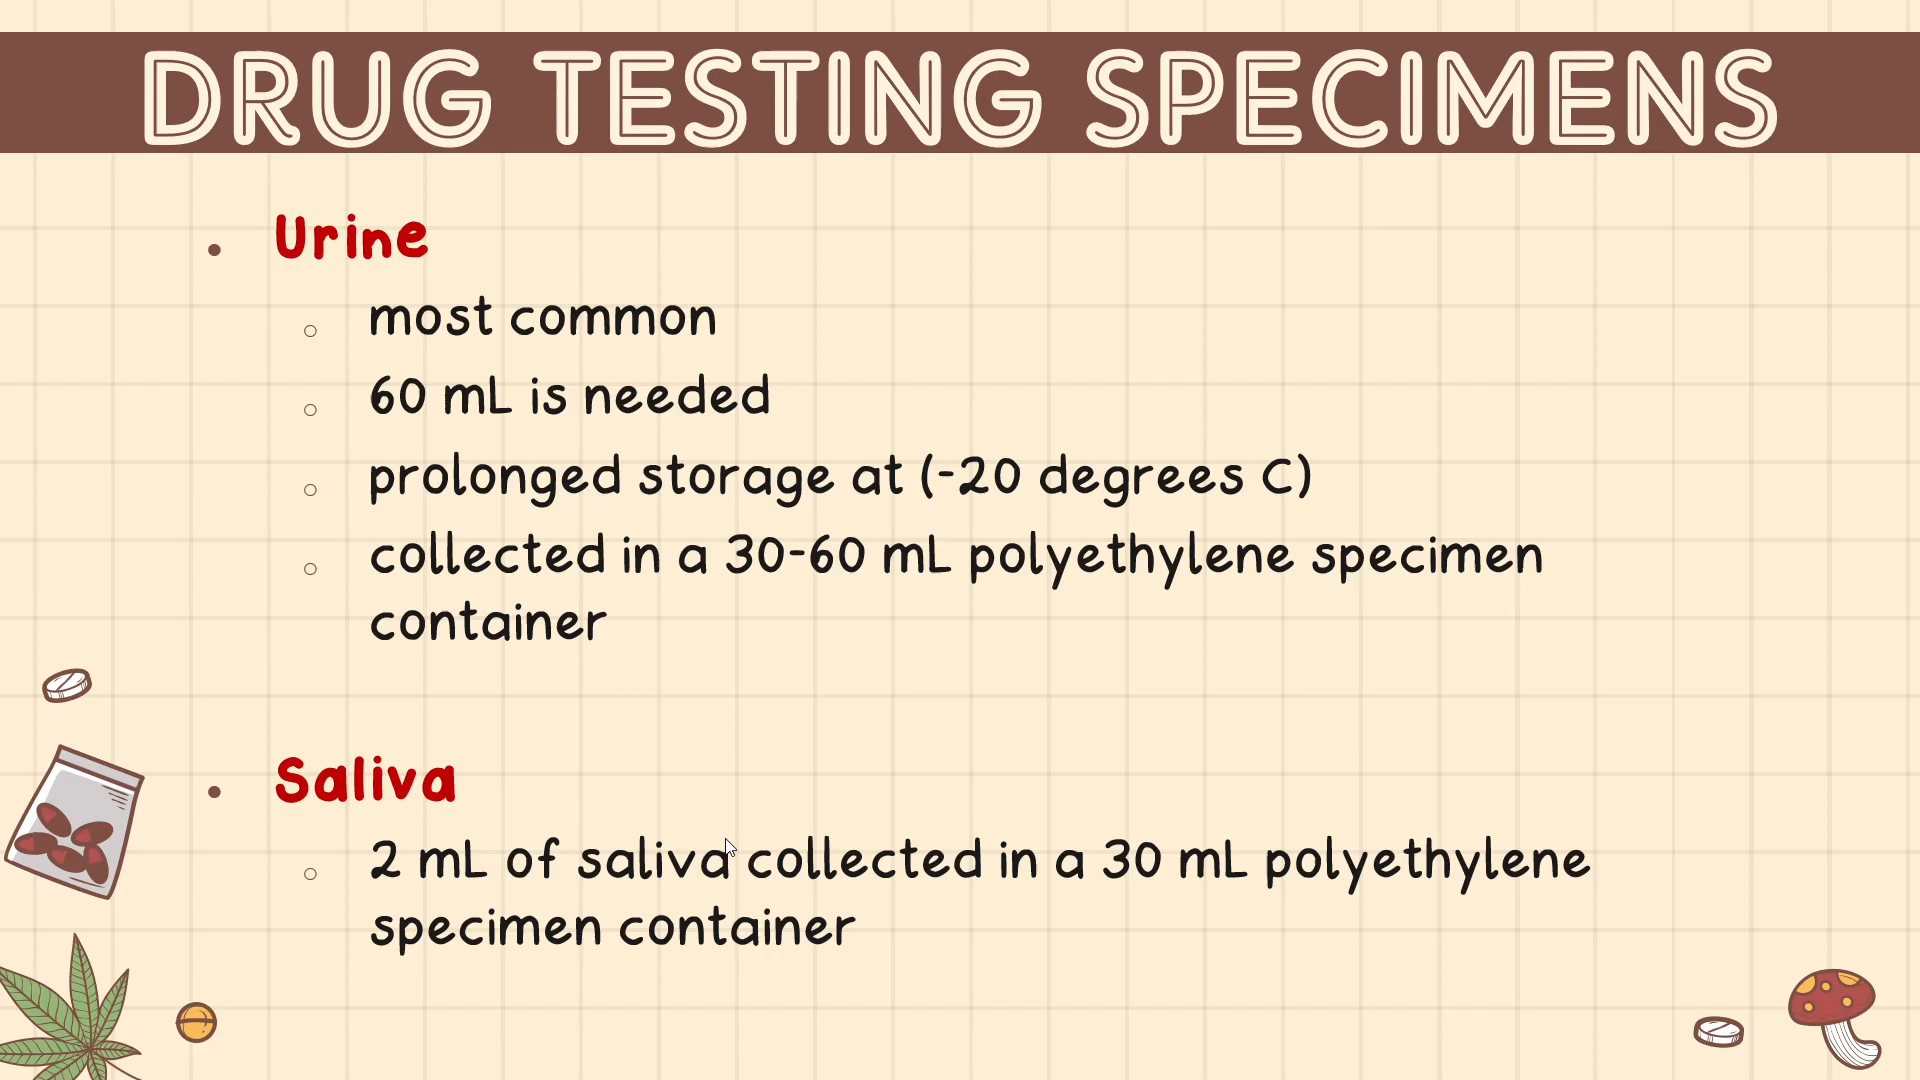 DRUG TESTING SPECIMENS
• Urine
○ most common
○ 60 mL is needed
○ prolonged storage at (-20 degrees C)
○ collected in a 30-60 mL polyethylene specimen
container
• Saliva
○ 2 mL of saliva collected in a 30 mL polyethylene
specimen container